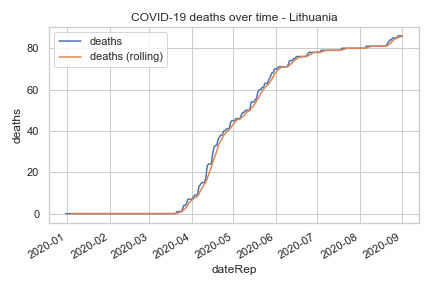 COVID-19 deaths over time - Lithuania
deaths
deaths (rolling)
80
60
40
20
0
deaths
2020-01
2020-02
2020-03
2020-04
2020-05
2020-06
2020-07
2020-08
2020-09
dateRep